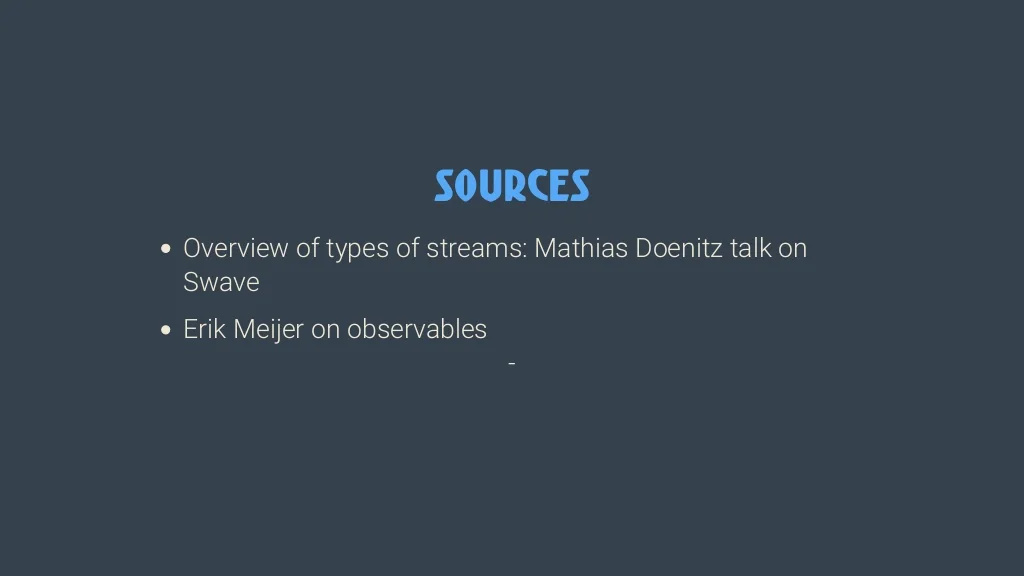 SOURCES
• Overview of types of streams: Mathias Doenitz talk on
Swave
• Erik Meijer on observables
-